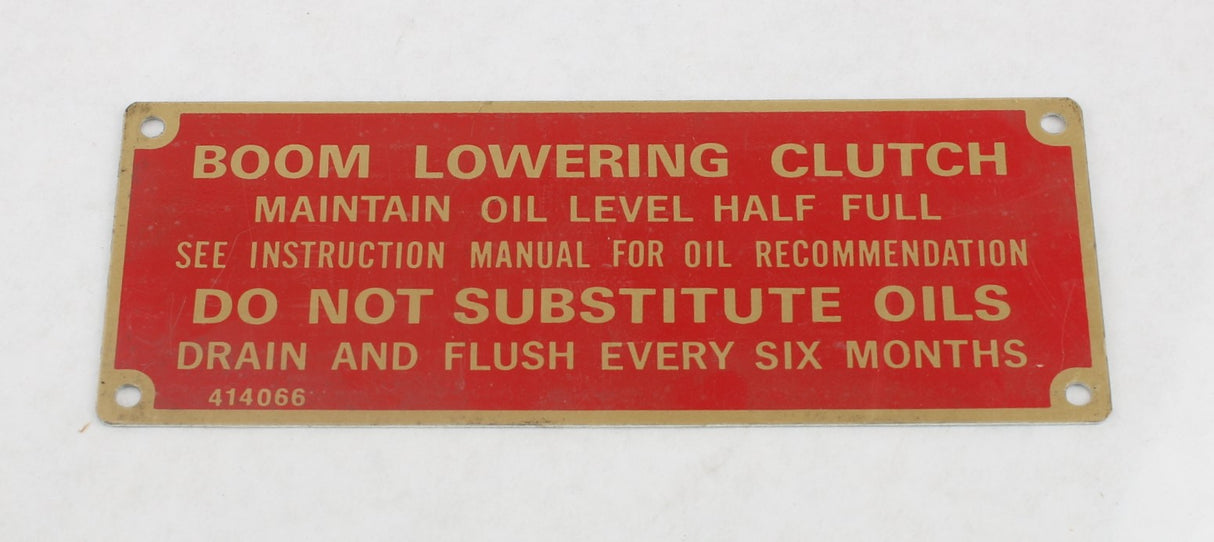 BOOM LOWERING CLUTCH
MAINTAIN OIL LEVEL HALF FULL
SEE INSTRUCTION MANUAL FOR OIL RECOMMENDATION
DO NOT SUBSTITUTE OILS
DRAIN AND FLUSH EVERY SIX MONTHS
414066